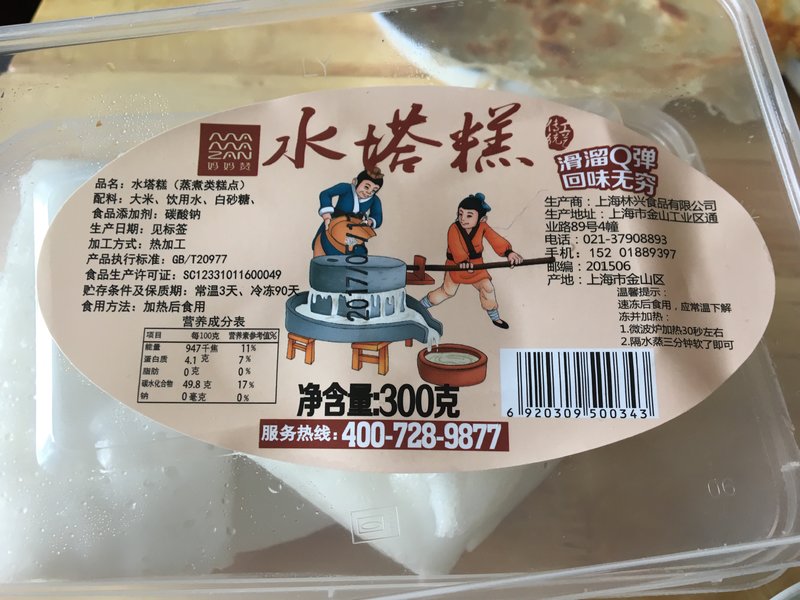 MA
MA
ZAN
妈妈赞
水塔糕
传统工艺
滑溜Q弹
回味无穷
品名：水塔糕（蒸煮类糕点）
配料：大米、饮用水、白砂糖、
食品添加剂：碳酸钠
生产日期：见标签
加工方式：热加工
产品执行标准：GB/T20977
食品生产许可证：SC12331011600049
贮存条件及保质期：常温3天、冷冻90天
食用方法：加热后食用
营养成分表
项目 每100克 营养素参考值%
能量 947千焦 11%
蛋白质 4.1 克 7%
脂肪 0 克 0%
碳水化合物 49.8 克 17%
钠 0 毫克 0%
生产商：上海林兴食品有限公司
生产地址：上海市金山工业区通
业路89号4幢
电话：021-37908893
手机：152 01889397
邮编：201506
产地：上海市金山区
温馨提示：
速冻后食用，应常温下解
冻并加热：
1.微波炉加热30秒左右
2.隔水蒸三分钟软了即可
净含量:300克
服务热线：400-728-9877
6 920309 500343
LY